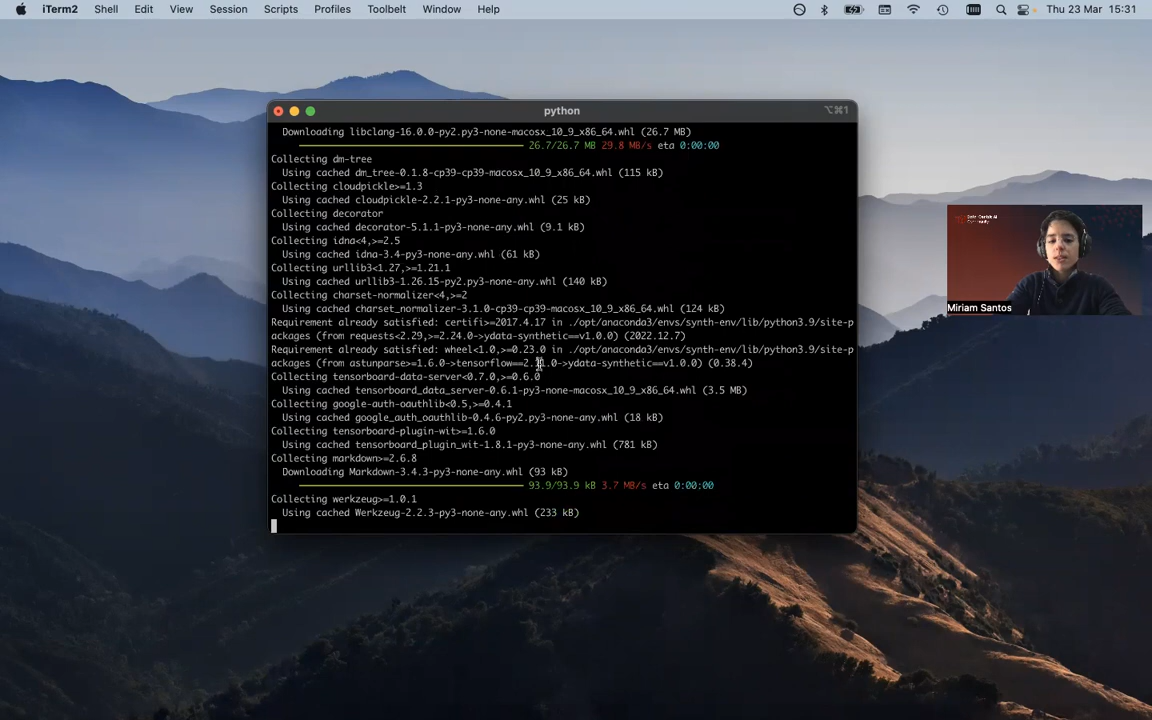 iTerm2 Shell Edit View Session Scripts Profiles Toolbelt Window Help Thu 23 Mar 15:31
python
⌥⌘1
Downloading libclang-16.0.0-py2.py3-none-macosx_10_9_x86_64.whl (26.7 MB)
26.7/26.7 MB 29.8 MB/s eta 0:00:00
Collecting dm-tree
Using cached dm_tree-0.1.8-cp39-cp39-macosx_10_9_x86_64.whl (115 kB)
Collecting cloudpickle>=1.3
Using cached cloudpickle-2.2.1-py3-none-any.whl (25 kB)
Collecting decorator
Using cached decorator-5.1.1-py3-none-any.whl (9.1 kB)
Collecting idna<4,>=2.5
Using cached idna-3.4-py3-none-any.whl (61 kB)
Collecting urllib3<1.27,>=1.21.1
Using cached urllib3-1.26.15-py2.py3-none-any.whl (140 kB)
Collecting charset-normalizer<4,>=2
Using cached charset_normalizer-3.1.0-cp39-cp39-macosx_10_9_x86_64.whl (124 kB)
Requirement already satisfied: certifi>=2017.4.17 in ./opt/anaconda3/envs/synth-env/lib/python3.9/site-p
ackages (from requests<2.29,>=2.24.0->ydata-synthetic==v1.0.0) (2022.12.7)
Requirement already satisfied: wheel<1.0,>=0.23.0 in ./opt/anaconda3/envs/synth-env/lib/python3.9/site-p
ackages (from astunparse>=1.6.0->tensorflow==2.11.0->ydata-synthetic==v1.0.0) (0.38.4)
Collecting tensorboard-data-server<0.7.0,>=0.6.0
Using cached tensorboard_data_server-0.6.1-py3-none-macosx_10_9_x86_64.whl (3.5 MB)
Collecting google-auth-oauthlib<0.5,>=0.4.1
Using cached google_auth_oauthlib-0.4.6-py2.py3-none-any.whl (18 kB)
Collecting tensorboard-plugin-wit>=1.6.0
Using cached tensorboard_plugin_wit-1.8.1-py3-none-any.whl (781 kB)
Collecting markdown>=2.6.8
Downloading Markdown-3.4.3-py3-none-any.whl (93 kB)
93.9/93.9 kB 3.7 MB/s eta 0:00:00
Collecting werkzeug>=1.0.1
Using cached Werkzeug-2.2.3-py3-none-any.whl (233 kB)
Data-Centric AI
Community
Miriam Santos